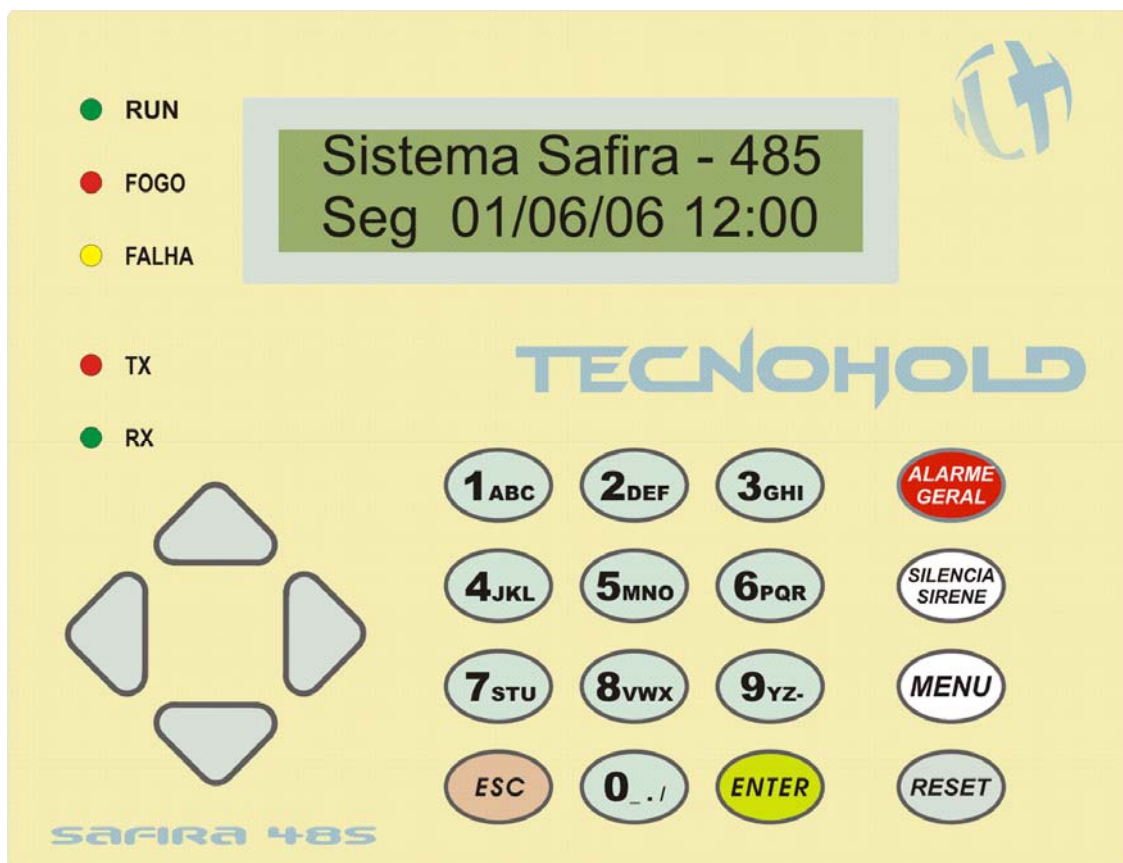 RUN
FOGO
FALHA
TX
RX
Sistema Safira - 485
Seg 01/06/06 12:00
TECNOHOLD
1ABC 2DEF 3GHI
ALARME
GERAL
4JKL 5MNO 6PQR
SILENCIA
SIRENE
7STU 8VWX 9YZ-
MENU
ESC 0_./ ENTER
RESET
SAFIRA 485